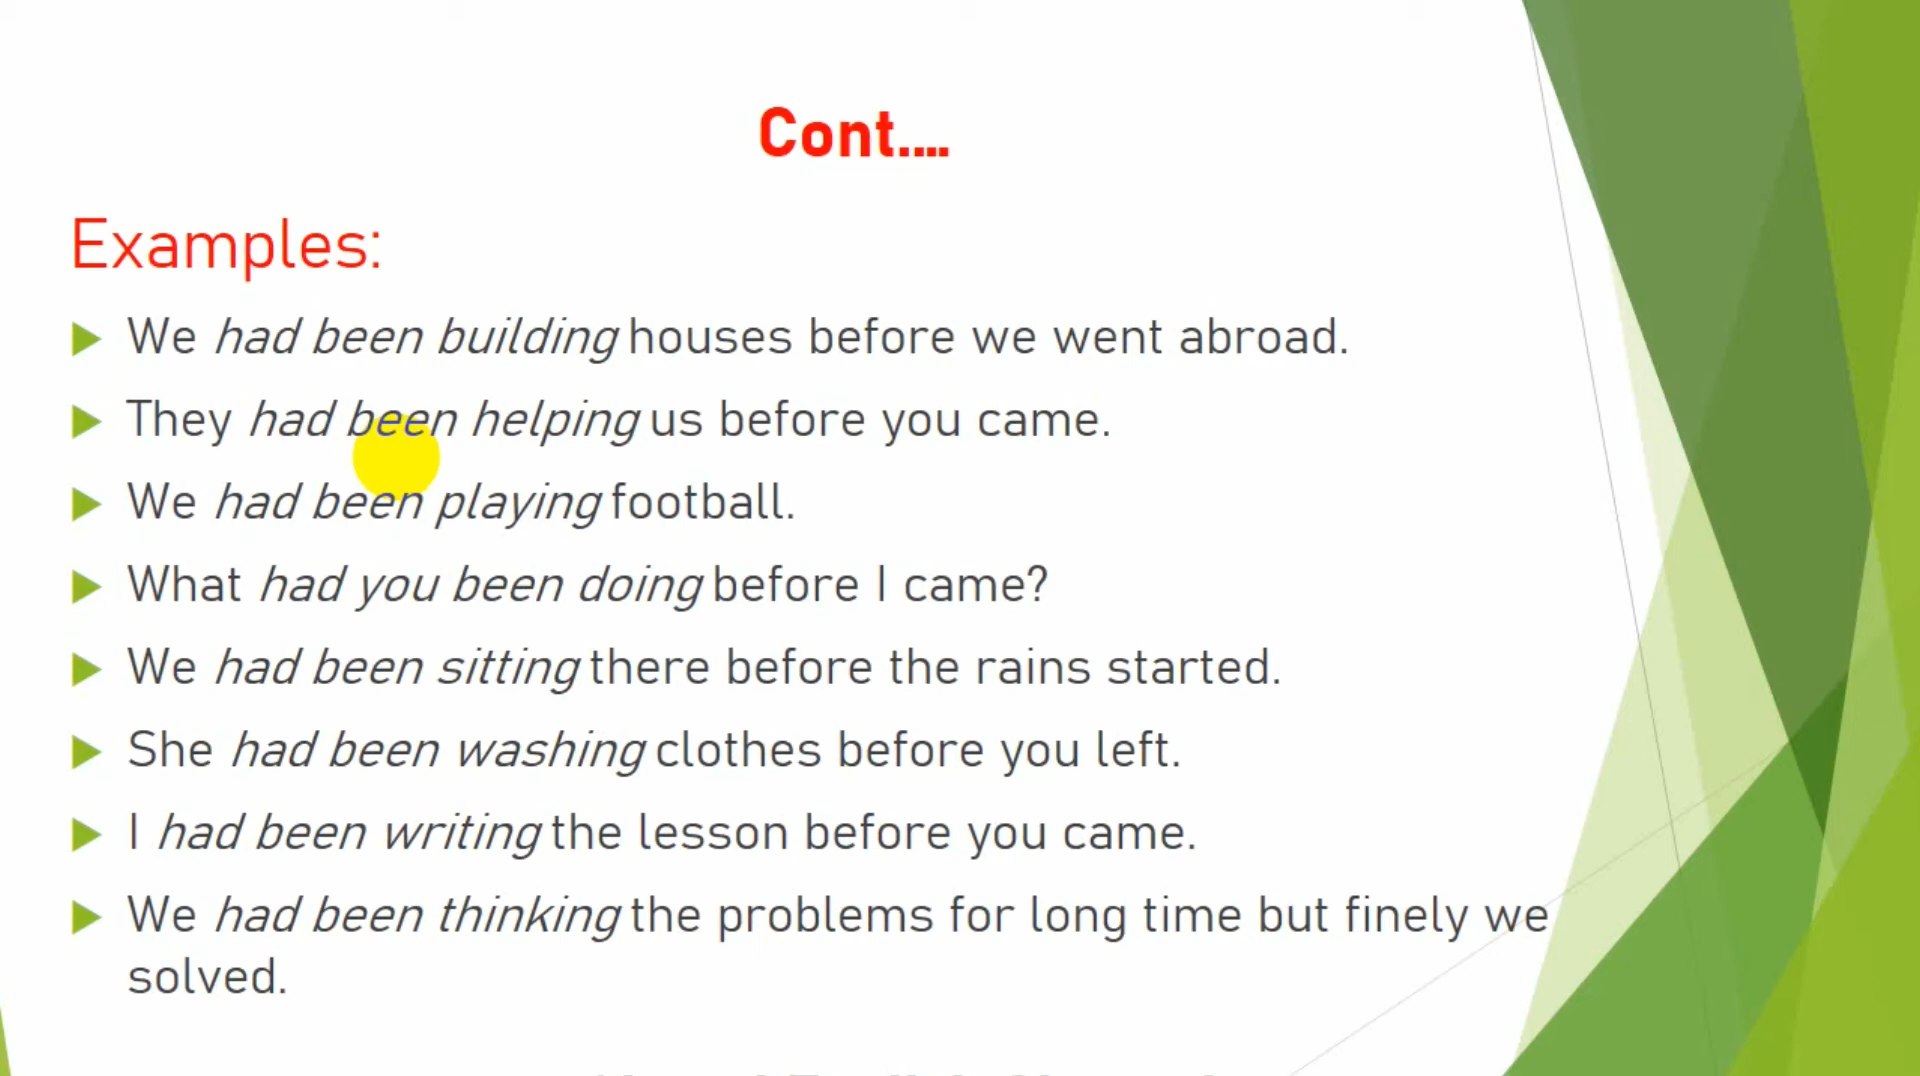 Cont....
Examples:
We had been building houses before we went abroad.
They had been helping us before you came.
We had been playing football.
What had you been doing before I came?
We had been sitting there before the rains started.
She had been washing clothes before you left.
I had been writing the lesson before you came.
We had been thinking the problems for long time but finely we
solved.